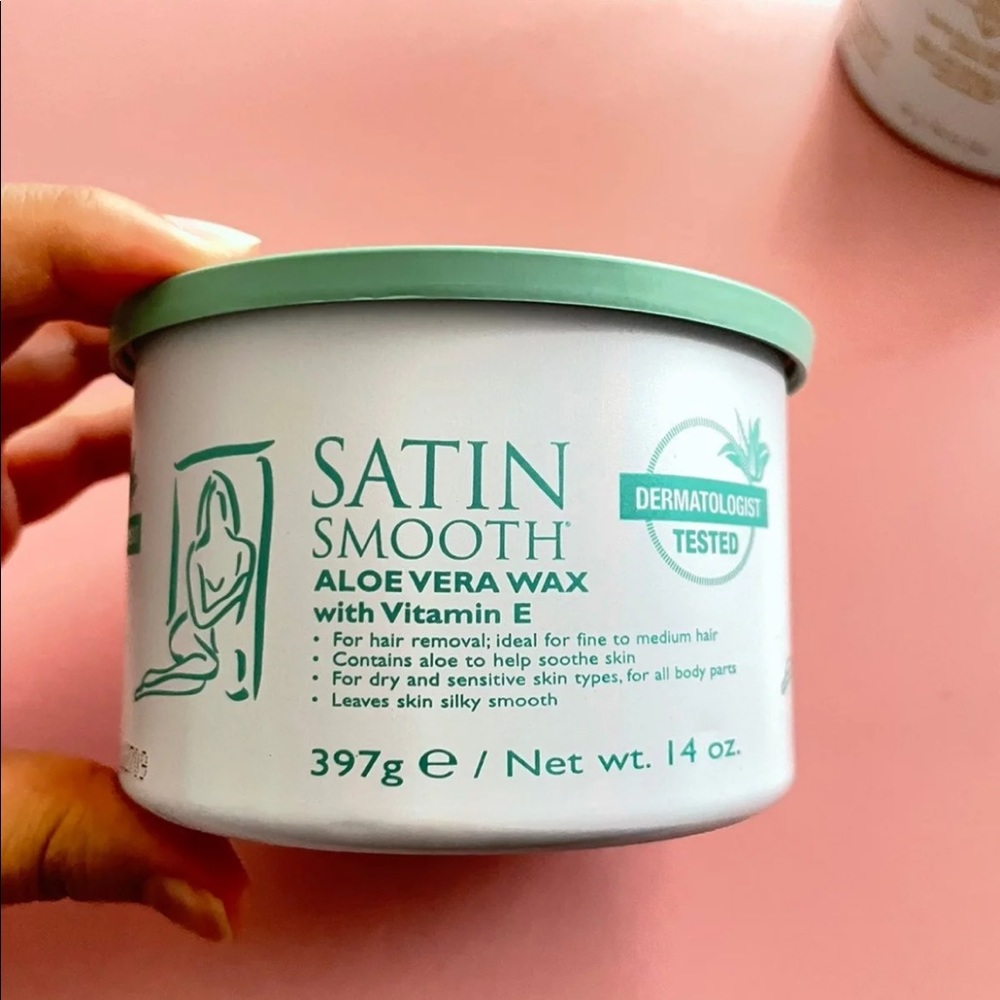 SATIN
SMOOTH®
ALOE VERA WAX
with Vitamin E
• For hair removal; ideal for fine to medium hair
• Contains aloe to help soothe skin
• For dry and sensitive skin types, for all body parts
• Leaves skin silky smooth
397g ℮ / Net wt. 14 oz.
DERMATOLOGIST
TESTED